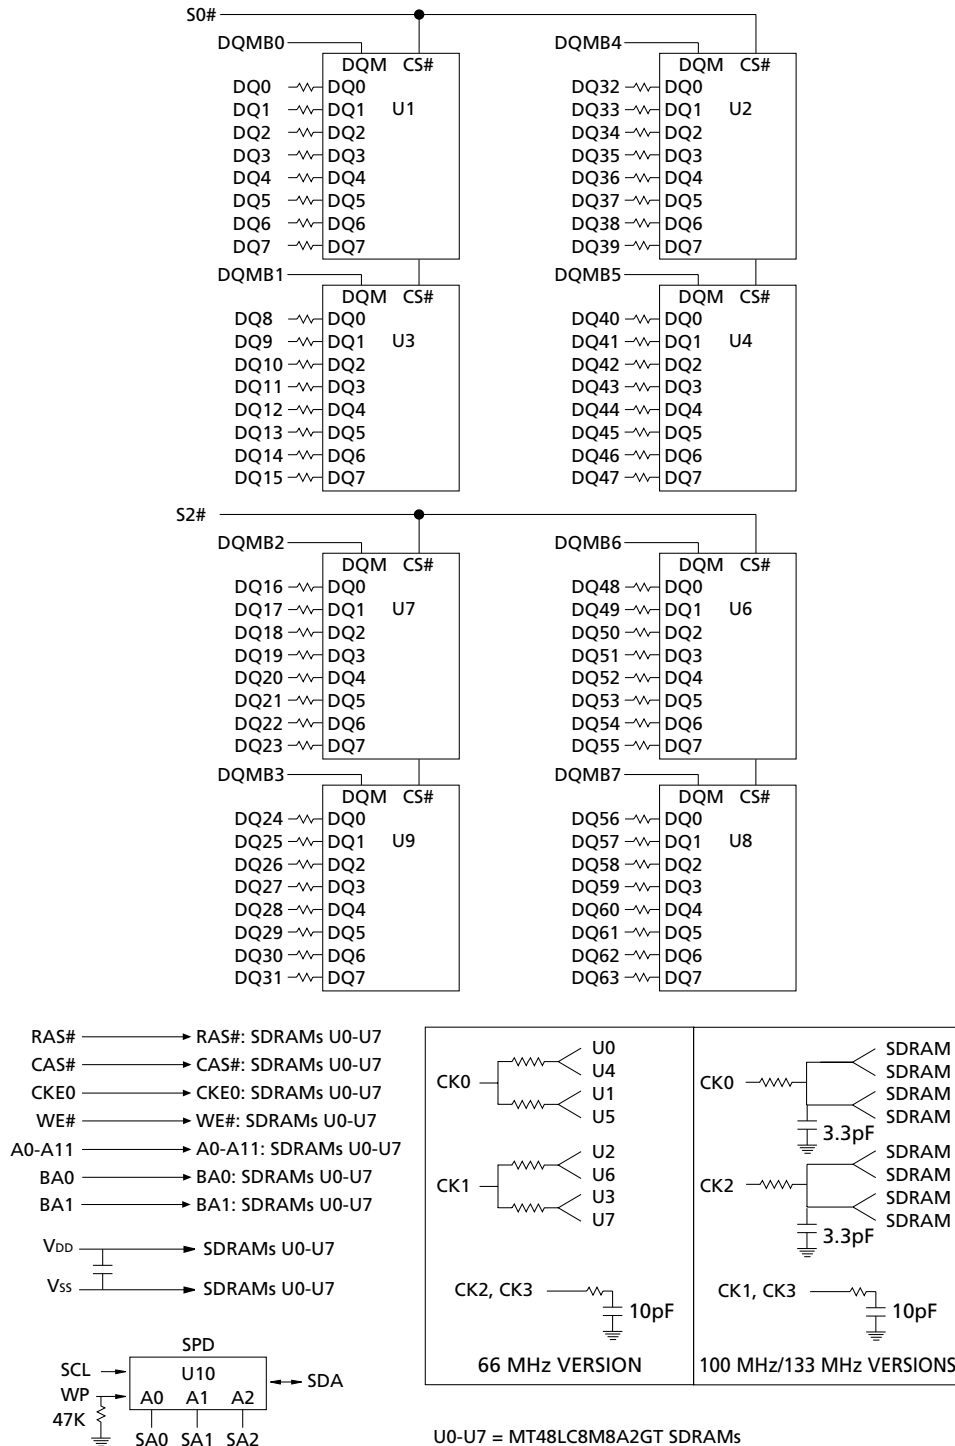 S0#
DQMB0
DQM CS#
U1
DQ0 DQ0
DQ1 DQ1
DQ2 DQ2
DQ3 DQ3
DQ4 DQ4
DQ5 DQ5
DQ6 DQ6
DQ7 DQ7
DQMB4
DQM CS#
U2
DQ32 DQ0
DQ33 DQ1
DQ34 DQ2
DQ35 DQ3
DQ36 DQ4
DQ37 DQ5
DQ38 DQ6
DQ39 DQ7
DQMB1
DQM CS#
U3
DQ8 DQ0
DQ9 DQ1
DQ10 DQ2
DQ11 DQ3
DQ12 DQ4
DQ13 DQ5
DQ14 DQ6
DQ15 DQ7
DQMB5
DQM CS#
U4
DQ40 DQ0
DQ41 DQ1
DQ42 DQ2
DQ43 DQ3
DQ44 DQ4
DQ45 DQ5
DQ46 DQ6
DQ47 DQ7
S2#
DQMB2
DQM CS#
U7
DQ16 DQ0
DQ17 DQ1
DQ18 DQ2
DQ19 DQ3
DQ20 DQ4
DQ21 DQ5
DQ22 DQ6
DQ23 DQ7
DQMB6
DQM CS#
U6
DQ48 DQ0
DQ49 DQ1
DQ50 DQ2
DQ51 DQ3
DQ52 DQ4
DQ53 DQ5
DQ54 DQ6
DQ55 DQ7
DQMB3
DQM CS#
U9
DQ24 DQ0
DQ25 DQ1
DQ26 DQ2
DQ27 DQ3
DQ28 DQ4
DQ29 DQ5
DQ30 DQ6
DQ31 DQ7
DQMB7
DQM CS#
U8
DQ56 DQ0
DQ57 DQ1
DQ58 DQ2
DQ59 DQ3
DQ60 DQ4
DQ61 DQ5
DQ62 DQ6
DQ63 DQ7
RAS# RAS#: SDRAMs U0-U7
CAS# CAS#: SDRAMs U0-U7
CKE0 CKE0: SDRAMs U0-U7
WE# WE#: SDRAMs U0-U7
A0-A11 A0-A11: SDRAMs U0-U7
BA0 BA0: SDRAMs U0-U7
BA1 BA1: SDRAMs U0-U7
VDD SDRAMs U0-U7
Vss SDRAMs U0-U7
SPD
U10
SCL
WP
47K
A0 A1 A2
SDA
SA0 SA1 SA2
CK0
U0
U4
U1
U5
CK1
U2
U6
U3
U7
CK2, CK3
10pF
66 MHz VERSION
CK0
SDRAM
SDRAM
SDRAM
SDRAM
3.3pF
CK2
SDRAM
SDRAM
SDRAM
SDRAM
3.3pF
CK1, CK3
10pF
100 MHz/133 MHz VERSIONS
U0-U7 = MT48LC8M8A2GT SDRAMs